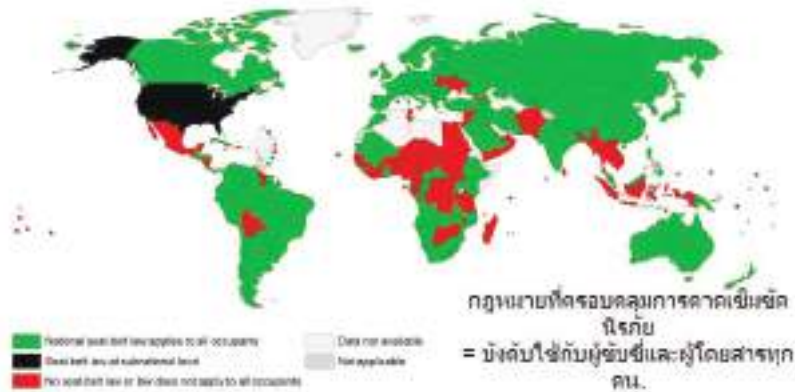 กฎหมายที่ครอบคลุมการคาดเข็มขัด
นิรภัย
= บังคับใช้กับผู้ขับขี่และผู้โดยสารทุก
คน.
National seat-belt law applies to all occupants
Seat-belt law at subnational level
No seat-belt law or law does not apply to all occupants
Data not available
Not applicable